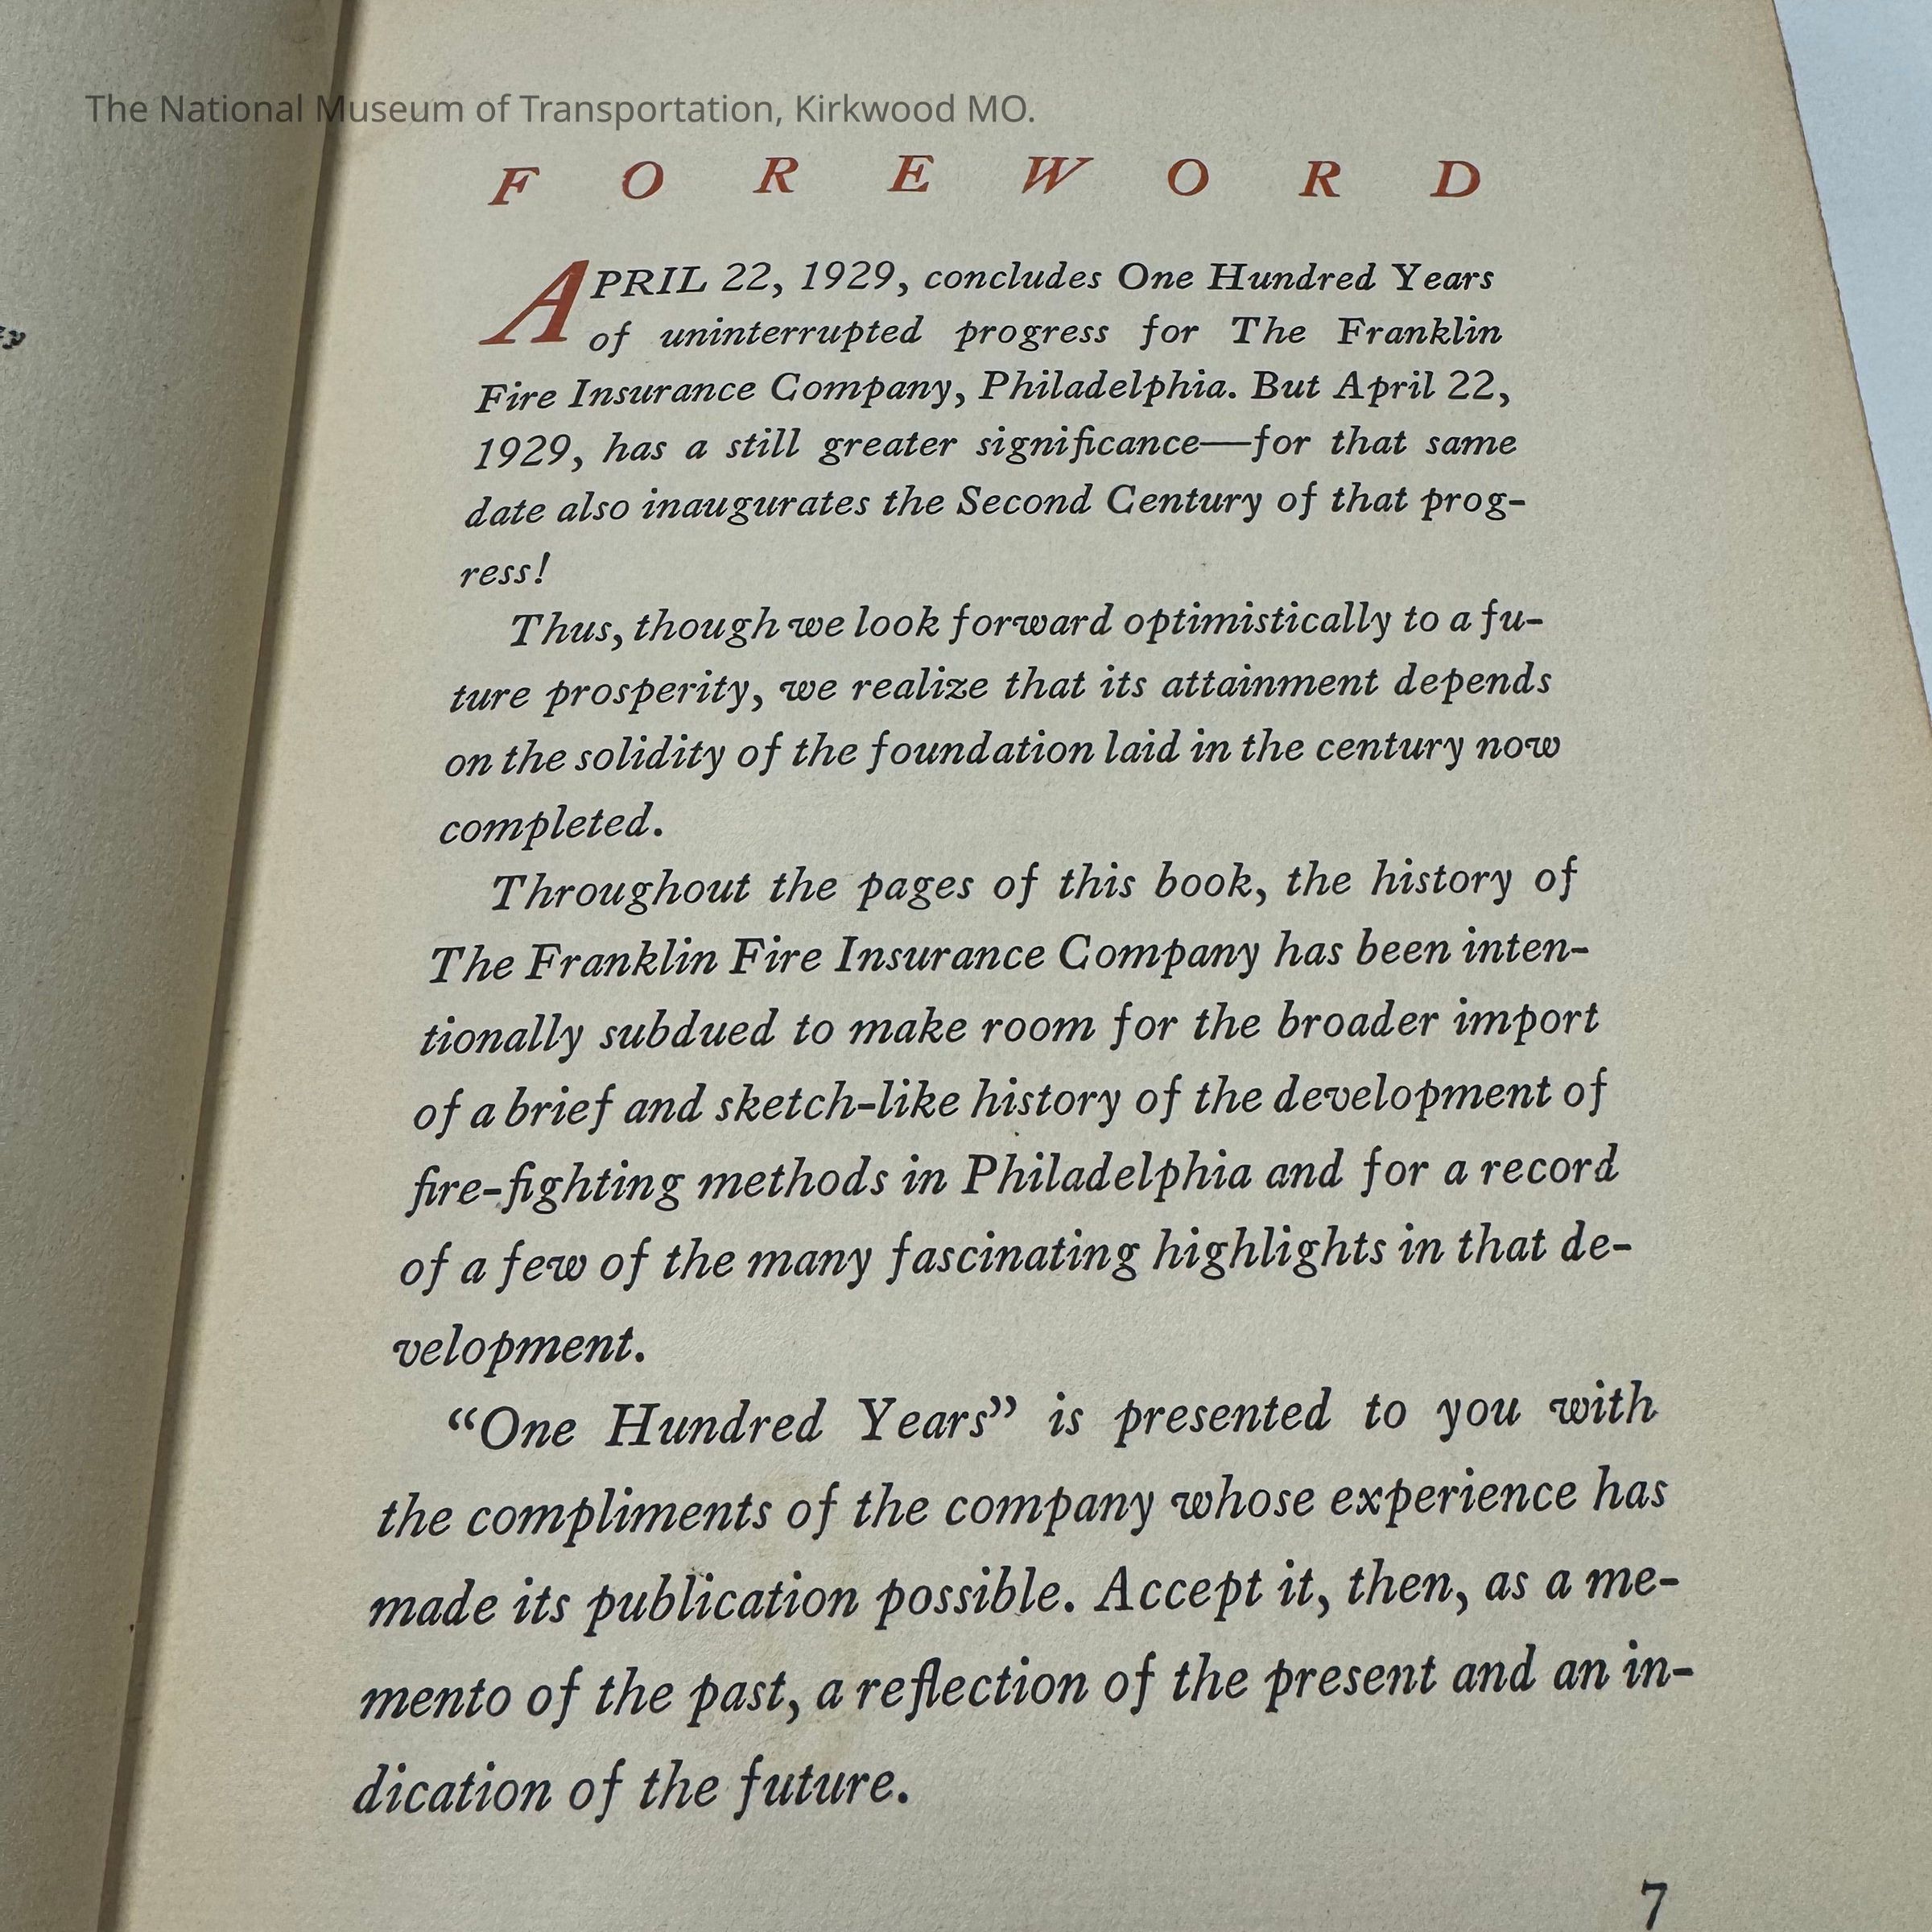 The National Museum of Transportation, Kirkwood MO.
FOREWORD
APRIL 22, 1929, concludes One Hundred Years
of uninterrupted progress for The Franklin
Fire Insurance Company, Philadelphia. But April 22,
1929, has a still greater significance—for that same
date also inaugurates the Second Century of that prog-
ress!
Thus, though we look forward optimistically to a fu-
ture prosperity, we realize that its attainment depends
on the solidity of the foundation laid in the century now
completed.
Throughout the pages of this book, the history of
The Franklin Fire Insurance Company has been inten-
tionally subdued to make room for the broader import
of a brief and sketch-like history of the development of
fire-fighting methods in Philadelphia and for a record
of a few of the many fascinating highlights in that de-
velopment.
“One Hundred Years” is presented to you with
the compliments of the company whose experience has
made its publication possible. Accept it, then, as a me-
mento of the past, a reflection of the present and an in-
dication of the future.
7